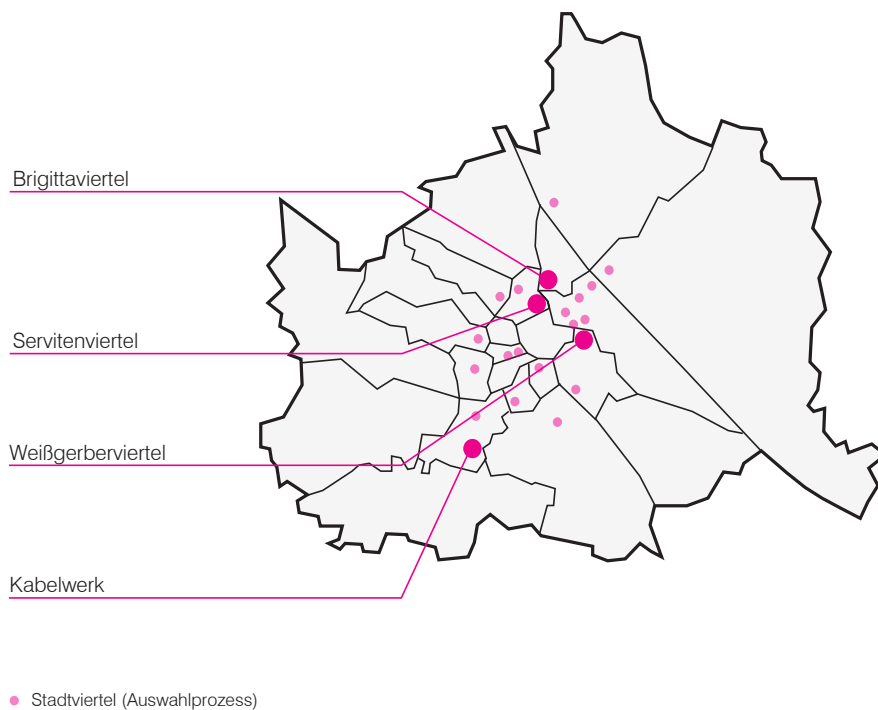 Brigittaviertel
Servitenviertel
Weißgerberviertel
Kabelwerk
Stadtviertel (Auswahlprozess)